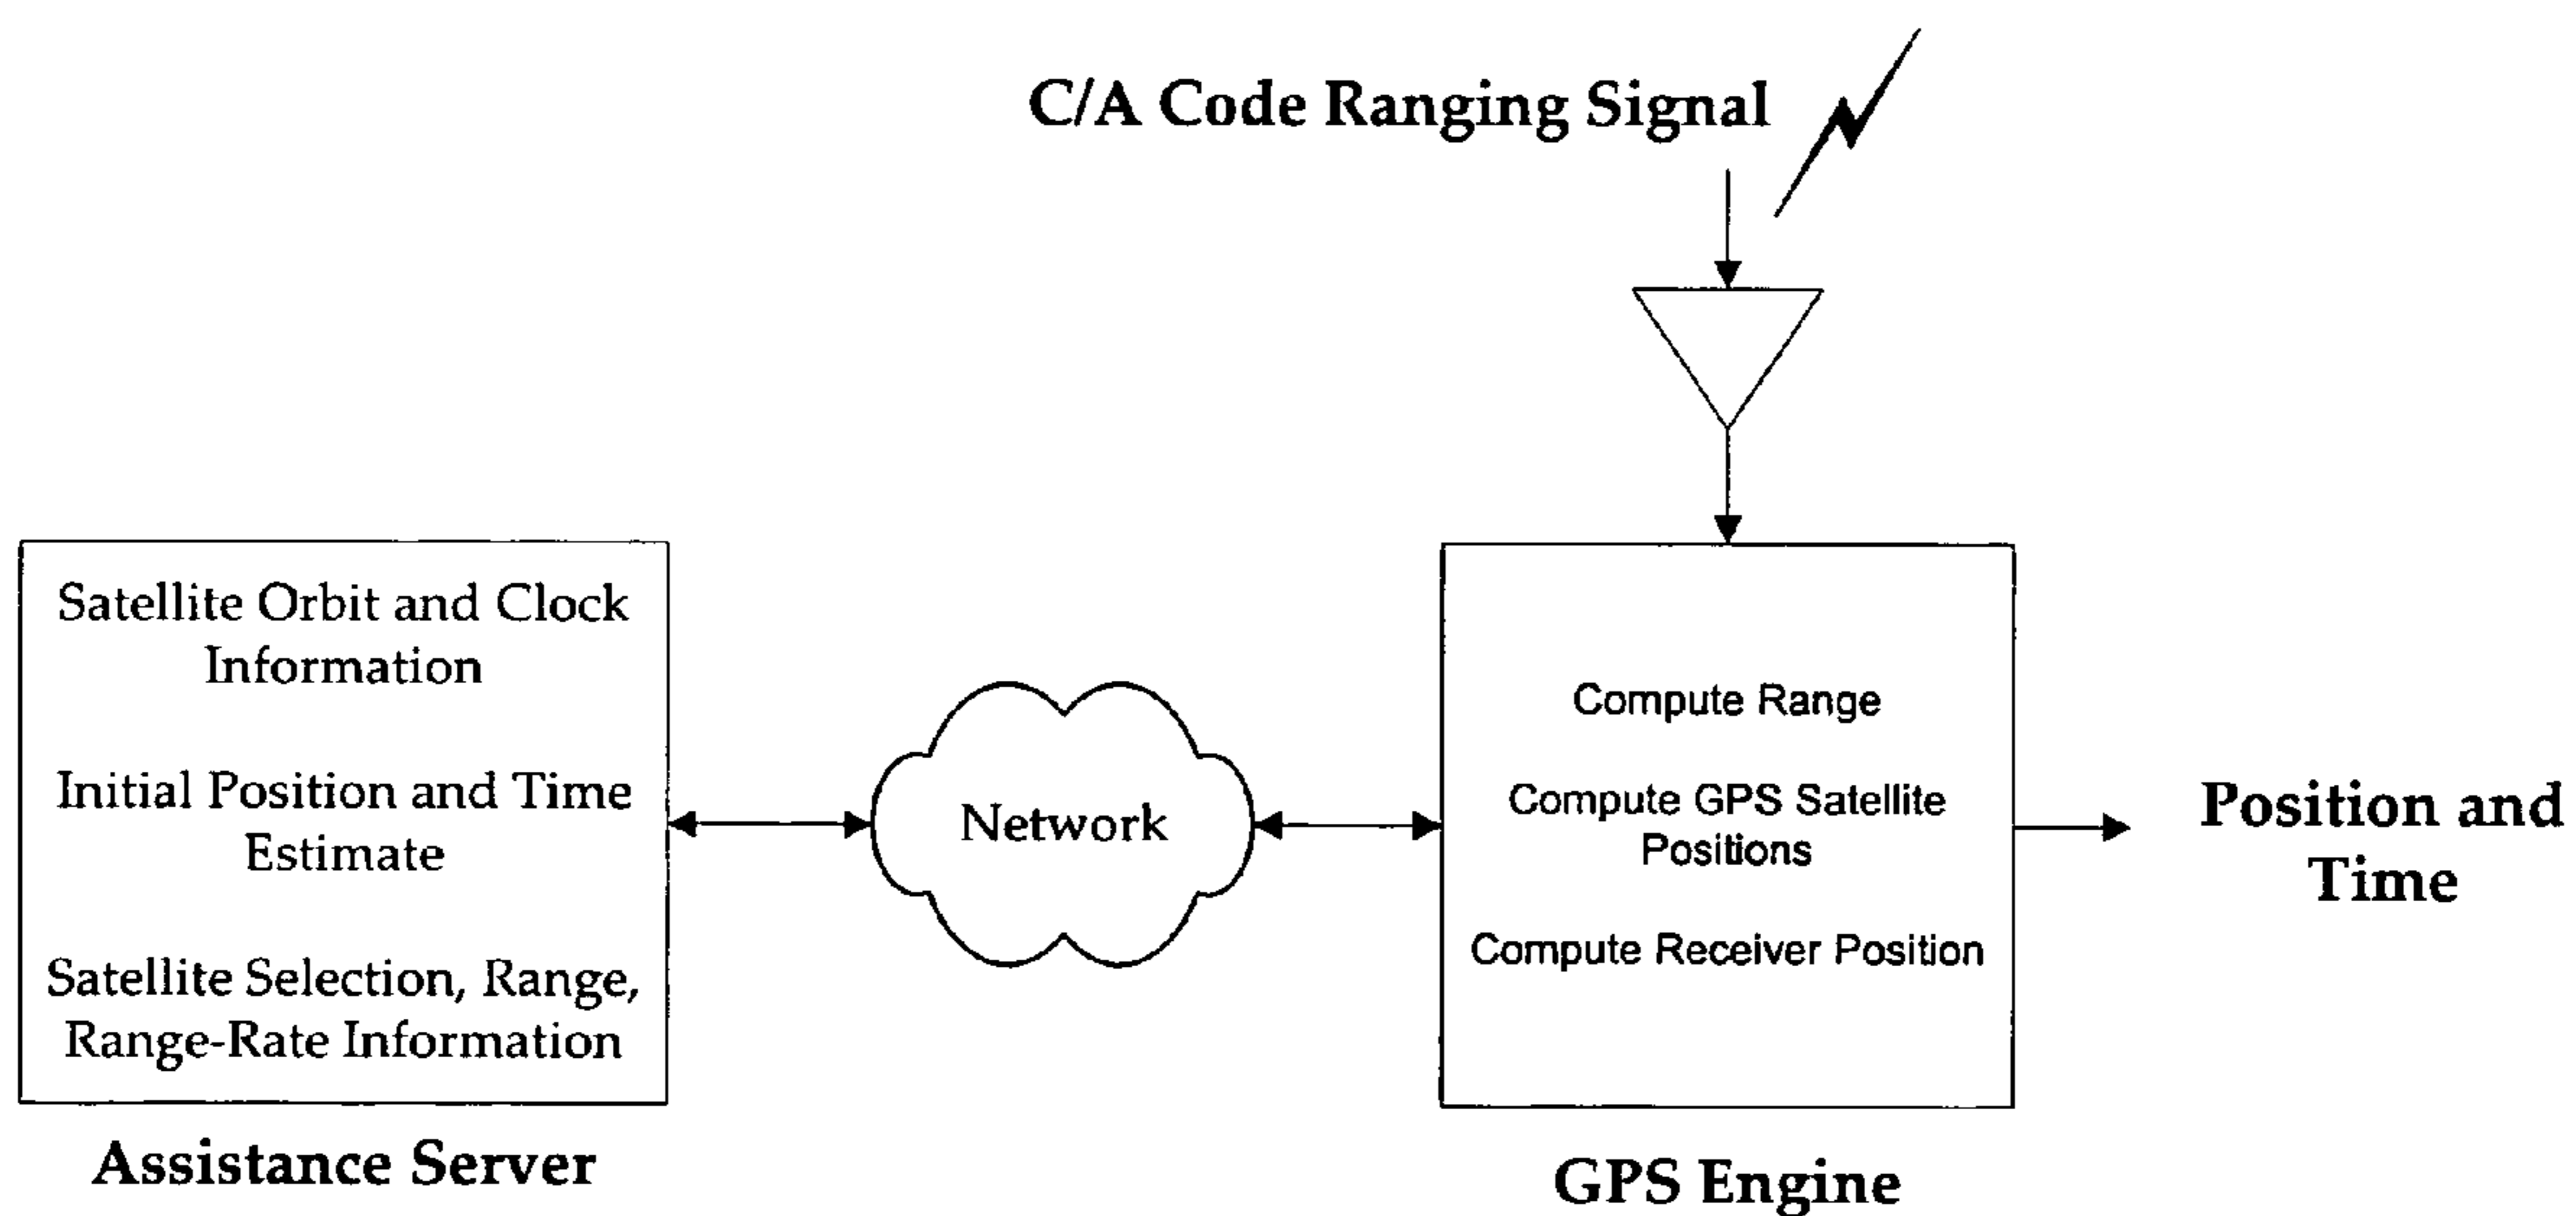 C/A Code Ranging Signal
Satellite Orbit and Clock
Information
Initial Position and Time
Estimate
Satellite Selection, Range,
Range-Rate Information
Assistance Server
Network
Compute Range
Compute GPS Satellite
Positions
Compute Receiver Position
GPS Engine
Position and
Time